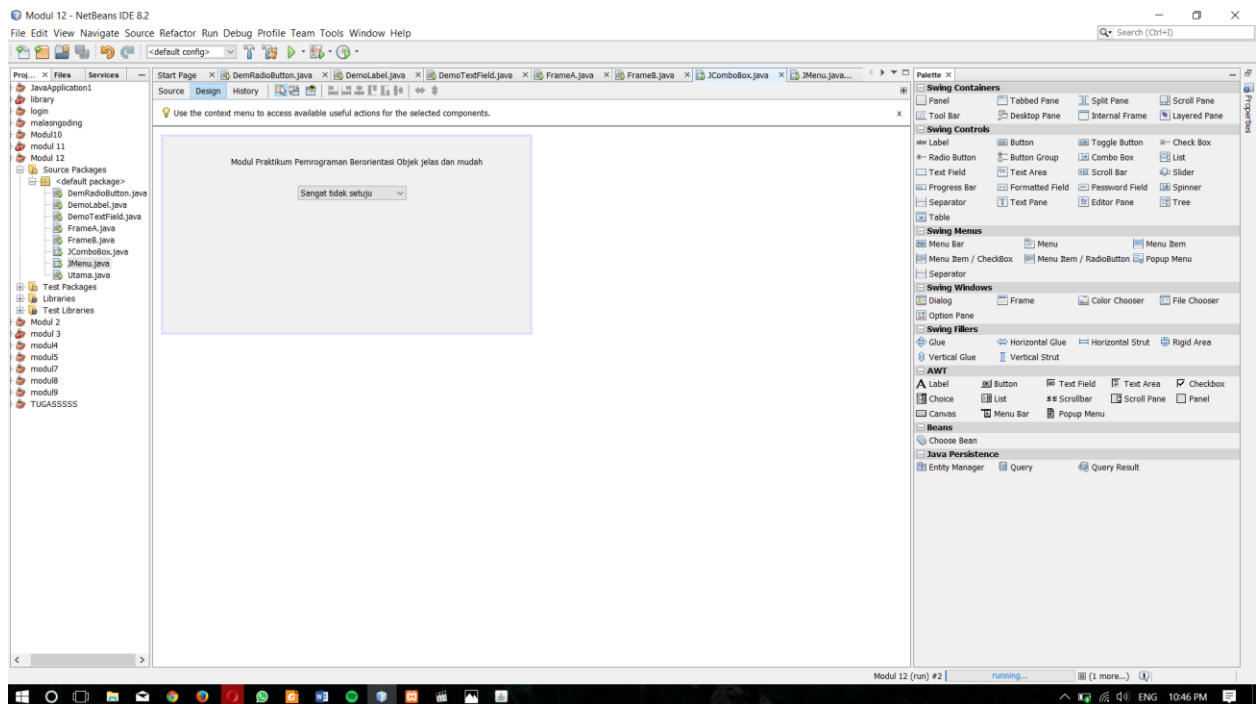 Modul 12 - NetBeans IDE 8.2
File Edit View Navigate Source Refactor Run Debug Profile Team Tools Window Help
Search (Ctrl+I)
<default config>
Proj... Files Services
JavaApplication1
library
login
malasngoding
Modul10
modul 11
Modul 12
Source Packages
<default package>
DemRadioButton.java
DemoLabel.java
DemoTextField.java
FrameA.java
FrameB.java
JComboBox.java
JMenu.java
Utama.java
Test Packages
Libraries
Test Libraries
Modul 2
modul 3
modul4
modul5
modul7
modul8
modul9
TUGASSSSS
Start Page DemRadioButton.java DemoLabel.java DemoTextField.java FrameA.java FrameB.java JComboBox.java JMenu.java...
Source Design History
Use the context menu to access available useful actions for the selected components.
Modul Praktikum Pemrograman Berorientasi Objek jelas dan mudah
Sangat tidak setuju
Palette
Swing Containers
Panel Tabbed Pane Split Pane Scroll Pane
Tool Bar Desktop Pane Internal Frame Layered Pane
Swing Controls
Label Button Toggle Button Check Box
Radio Button Button Group Combo Box List
Text Field Text Area Scroll Bar Slider
Progress Bar Formatted Field Password Field Spinner
Separator Text Pane Editor Pane Tree
Table
Swing Menus
Menu Bar Menu Menu Item
Menu Item / CheckBox Menu Item / RadioButton Popup Menu
Separator
Swing Windows
Dialog Frame Color Chooser File Chooser
Option Pane
Swing Fillers
Glue Horizontal Glue Horizontal Strut Rigid Area
Vertical Glue Vertical Strut
AWT
Label Button Text Field Text Area Checkbox
Choice List Scrollbar Scroll Pane Panel
Canvas Menu Bar Popup Menu
Beans
Choose Bean
Java Persistence
Entity Manager Query Query Result
Properties
Modul 12 (run) #2 running... (1 more...)
ENG 10:46 PM